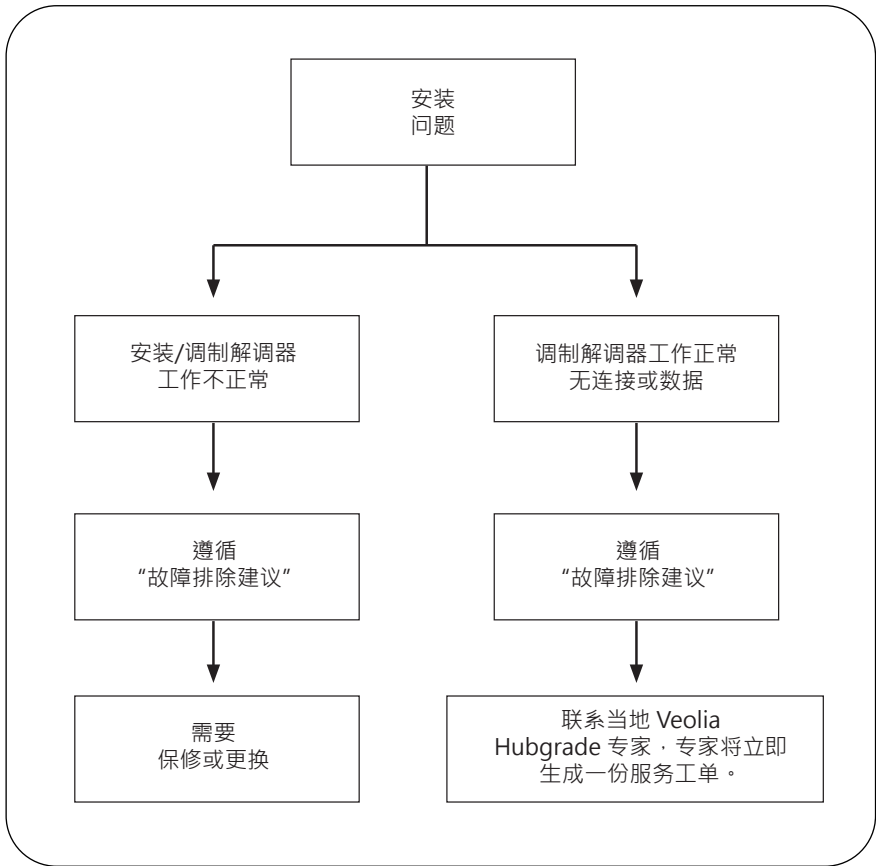 安装
问题
安装/调制解调器
工作不正常
调制解调器工作正常
无连接或数据
遵循
“故障排除建议”
遵循
“故障排除建议”
需要
保修或更换
联系当地 Veolia
Hubgrade 专家，专家将立即
生成一份服务工单。